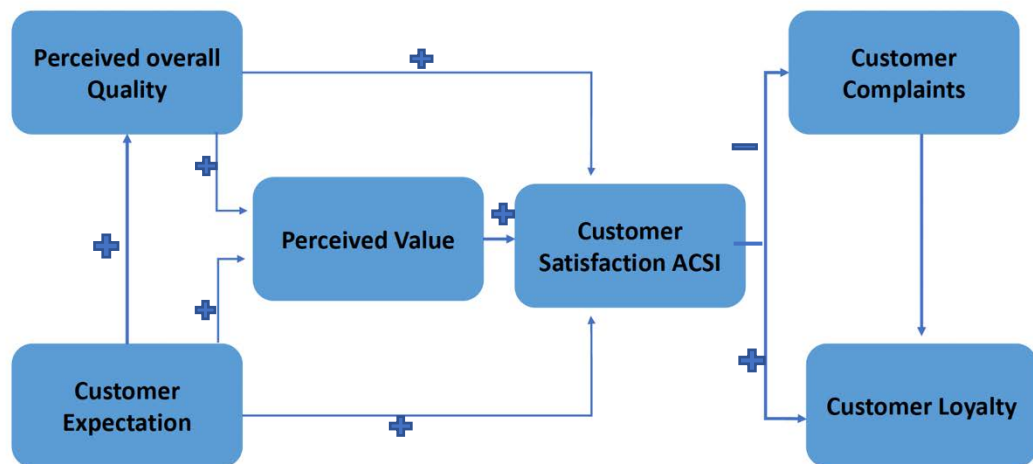 Perceived overall
Quality
Customer
Complaints
Perceived Value
Customer
Satisfaction ACSI
Customer
Expectation
Customer Loyalty